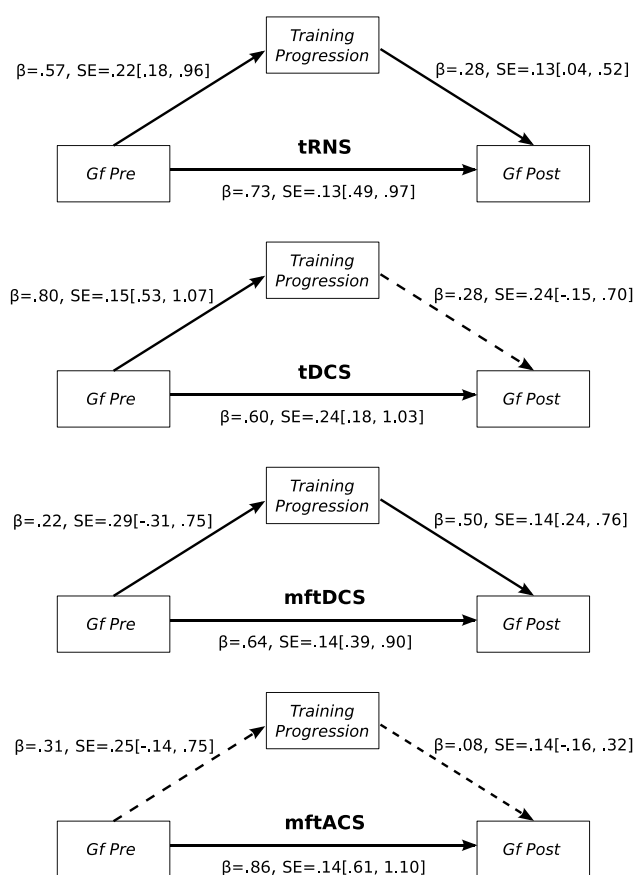 Training
Progression
β=.57, SE=.22[.18, .96]
β=.28, SE=.13[.04, .52]
tRNS
Gf Pre
Gf Post
β=.73, SE=.13[.49, .97]
Training
Progression
β=.80, SE=.15[.53, 1.07]
β=.28, SE=.24[-.15, .70]
tDCS
Gf Pre
Gf Post
β=.60, SE=.24[.18, 1.03]
Training
Progression
β=.22, SE=.29[-.31, .75]
β=.50, SE=.14[.24, .76]
mftDCS
Gf Pre
Gf Post
β=.64, SE=.14[.39, .90]
Training
Progression
β=.31, SE=.25[-.14, .75]
β=.08, SE=.14[-.16, .32]
mftACS
Gf Pre
Gf Post
β=.86, SE=.14[.61, 1.10]